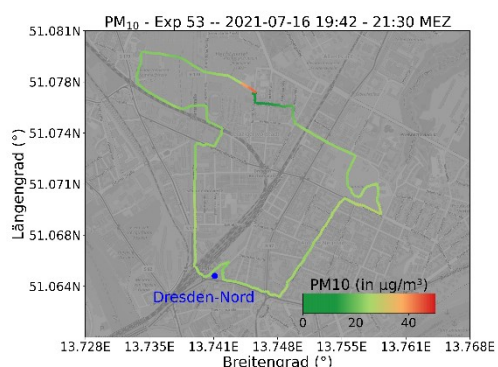 PM₁₀ - Exp 53 -- 2021-07-16 19:42 - 21:30 MEZ
51.081N
51.078N
51.074N
51.071N
51.068N
51.064N
Längengrad (°)
Dresden-Nord
PM10 (in µg/m³)
0 20 40
13.728E 13.735E 13.741E 13.748E 13.755E 13.761E 13.768E
Breitengrad (°)